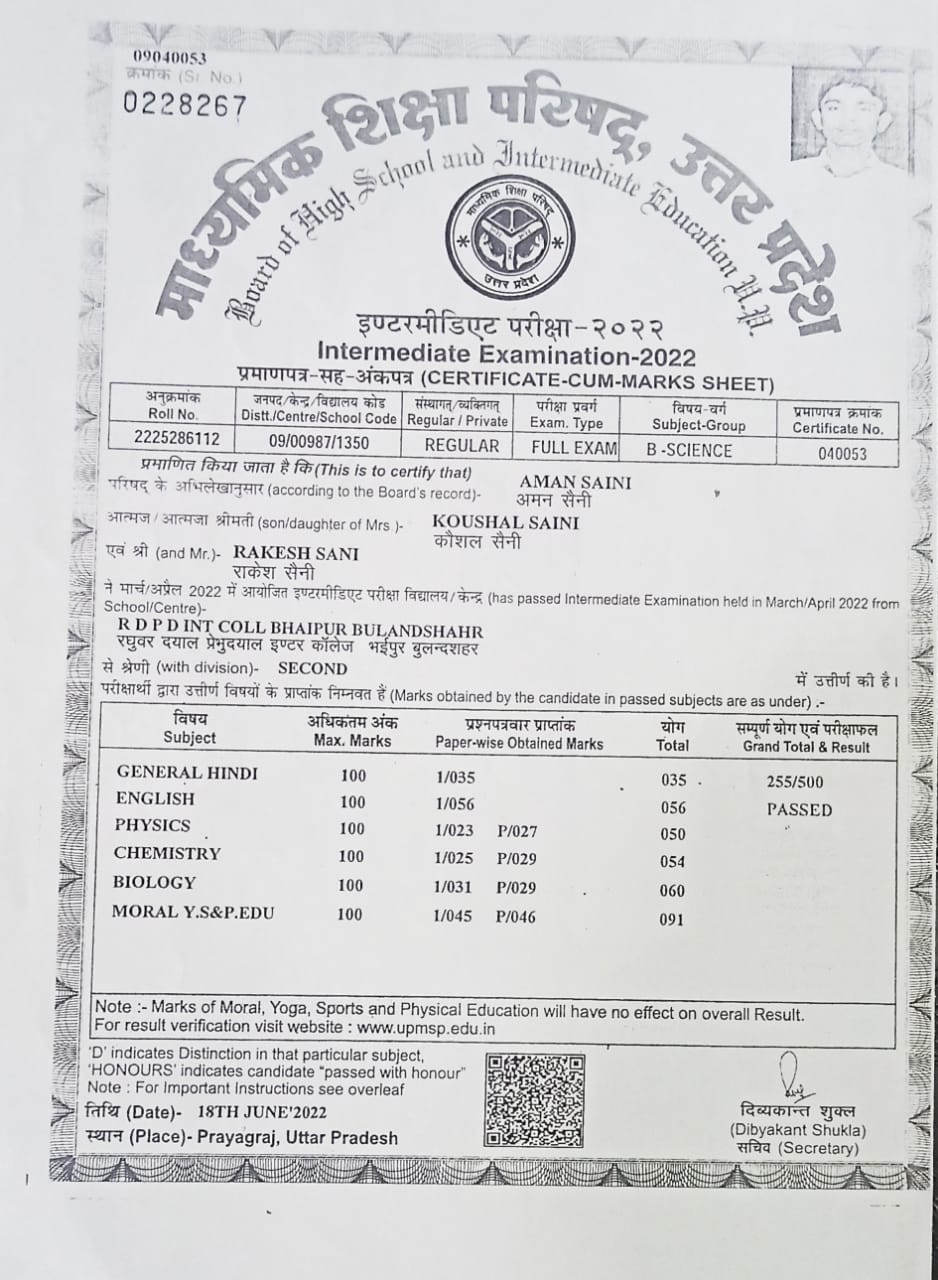 09040053
क्रमांक (Sr. No.)
0228267
माध्यमिक शिक्षा परिषद्, उत्तर प्रदेश
Board of High School and Intermediate Education U.P.
माध्यमिक शिक्षा परिषद
उत्तर प्रदेश
इण्टरमीडिएट परीक्षा-२०२२
Intermediate Examination-2022
प्रमाणपत्र-सह-अंकपत्र (CERTIFICATE-CUM-MARKS SHEET)
अनुक्रमांक जनपद/केन्द्र/विद्यालय कोड संस्थागत/व्यक्तिगत परीक्षा प्रवर्ग विषय-वर्ग प्रमाणपत्र क्रमांक
Roll No. Distt./Centre/School Code Regular / Private Exam. Type Subject-Group Certificate No.
2225286112 09/00987/1350 REGULAR FULL EXAM B -SCIENCE 040053
प्रमाणित किया जाता है कि (This is to certify that)
परिषद के अभिलेखानुसार (according to the Board's record)- AMAN SAINI
अमन सैनी
आत्मज/आत्मजा श्रीमती (son/daughter of Mrs.)- KOUSHAL SAINI
कौशल सैनी
एवं श्री (and Mr.)- RAKESH SANI
राकेश सैनी
ने मार्च/अप्रैल 2022 में आयोजित इण्टरमीडिएट परीक्षा विद्यालय/केन्द्र (has passed Intermediate Examination held in March/April 2022 from
School/Centre)-
R D P D INT COLL BHAIPUR BULANDSHAHR
रघुवर दयाल प्रेमुदयाल इण्टर कॉलेज भईपुर बुलन्दशहर
से श्रेणी (with division)- SECOND में उत्तीर्ण की है।
परीक्षार्थी द्वारा उत्तीर्ण विषयों के प्राप्तांक निम्नवत हैं (Marks obtained by the candidate in passed subjects are as under) :-
विषय अधिकतम अंक प्रश्नपत्रवार प्राप्तांक योग सम्पूर्ण योग एवं परीक्षाफल
Subject Max. Marks Paper-wise Obtained Marks Total Grand Total & Result
GENERAL HINDI 100 1/035 035 255/500
ENGLISH 100 1/056 056 PASSED
PHYSICS 100 1/023 P/027 050
CHEMISTRY 100 1/025 P/029 054
BIOLOGY 100 1/031 P/029 060
MORAL Y.S&P.EDU 100 1/045 P/046 091
Note :- Marks of Moral, Yoga, Sports and Physical Education will have no effect on overall Result.
For result verification visit website : www.upmsp.edu.in
'D' indicates Distinction in that particular subject,
'HONOURS' indicates candidate "passed with honour"
Note : For Important Instructions see overleaf
तिथि (Date)- 18TH JUNE'2022
स्थान (Place)- Prayagraj, Uttar Pradesh
दिव्यकान्त शुक्ल
(Dibyakant Shukla)
सचिव (Secretary)